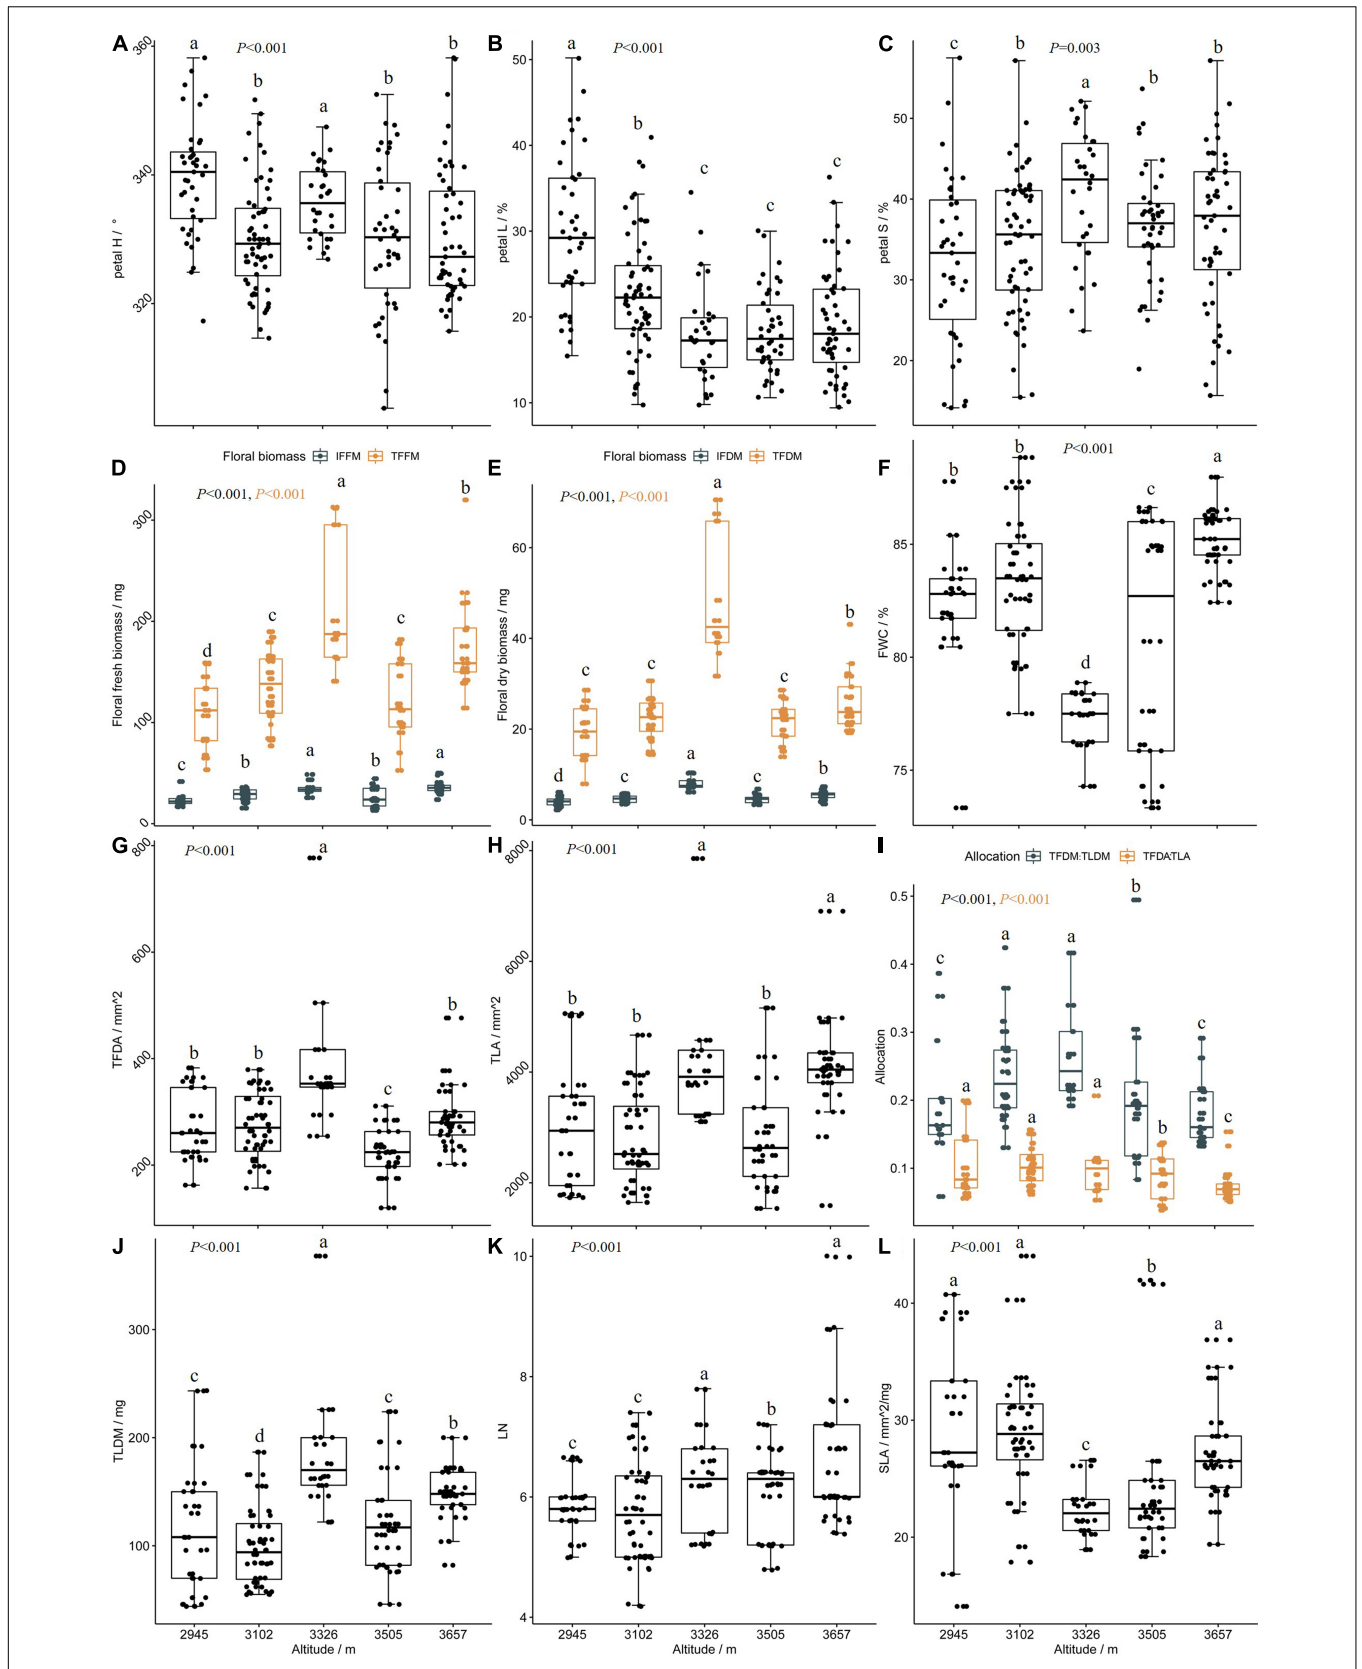 A
P<0.001
petal H / °
360
340
320
a
b
a
b
b
B
P<0.001
petal L / %
50
40
30
20
10
a
b
c
c
c
C
P=0.003
petal S / %
50
40
30
20
c
b
a
b
b
D
Floral biomass IFFM TFFM
P<0.001, P<0.001
Floral fresh biomass / mg
300
200
100
0
d
c
a
c
b
c
b
a
b
a
E
Floral biomass IFDM TFDM
P<0.001, P<0.001
Floral dry biomass / mg
60
40
20
0
c
c
a
c
b
d
c
a
c
b
F
P<0.001
FWC / %
85
80
75
b
b
d
c
a
G
P<0.001
TFDA / mm^2
800
600
400
200
b
b
a
c
b
H
P<0.001
TLA / mm^2
8000
6000
4000
2000
b
b
a
b
a
I
Allocation TFDM:TLDM TFDA:TLA
P<0.001, P<0.001
Allocation
0.5
0.4
0.3
0.2
0.1
c
a
a
b
c
a
a
a
b
c
J
P<0.001
TLDM / mg
300
200
100
c
d
a
c
b
2945 3102 3326 3505 3657
Altitude / m
K
P<0.001
LN
10
8
6
4
c
c
a
b
a
2945 3102 3326 3505 3657
Altitude / m
L
P<0.001
SLA / mm^2/mg
40
30
20
a
a
c
b
a
2945 3102 3326 3505 3657
Altitude / m